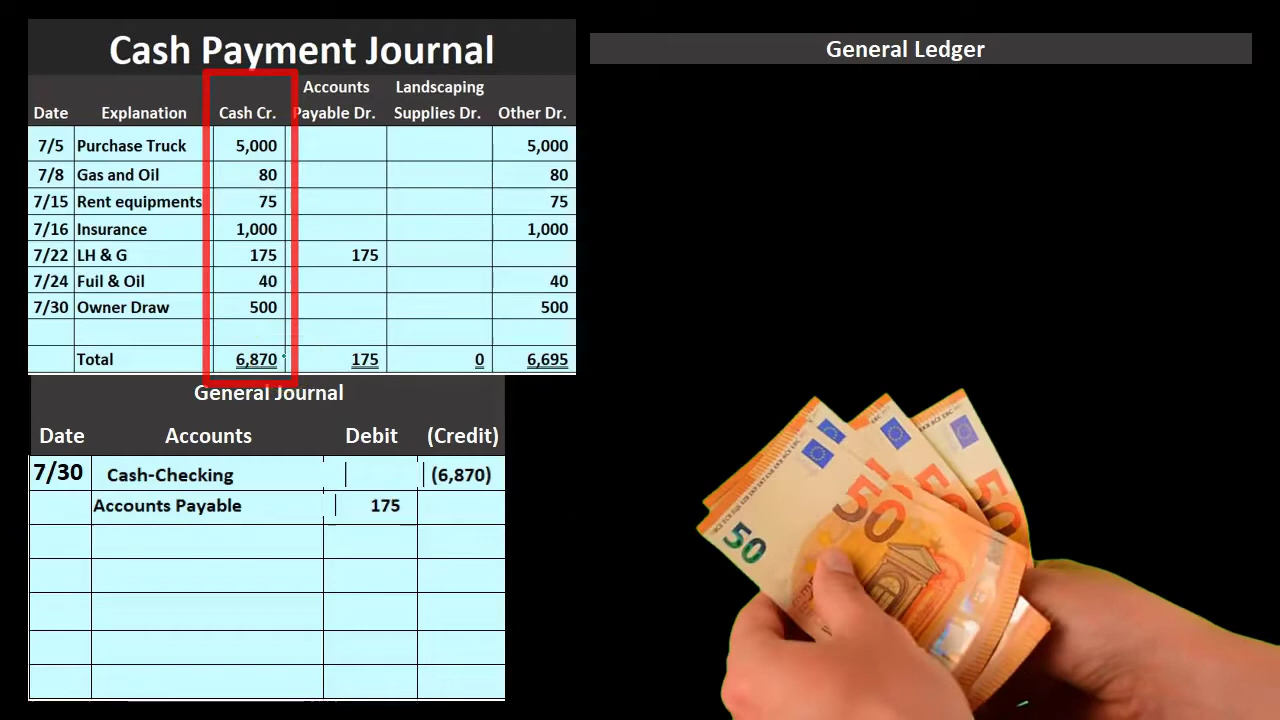 Cash Payment Journal
General Ledger
Accounts Landscaping
Date Explanation Cash Cr. Payable Dr. Supplies Dr. Other Dr.
7/5 Purchase Truck 5,000 5,000
7/8 Gas and Oil 80 80
7/15 Rent equipments 75 75
7/16 Insurance 1,000 1,000
7/22 LH & G 175 175
7/24 Fuil & Oil 40 40
7/30 Owner Draw 500 500
Total 6,870 175 0 6,695
General Journal
Date Accounts Debit (Credit)
7/30 Cash-Checking (6,870)
Accounts Payable 175
50 50